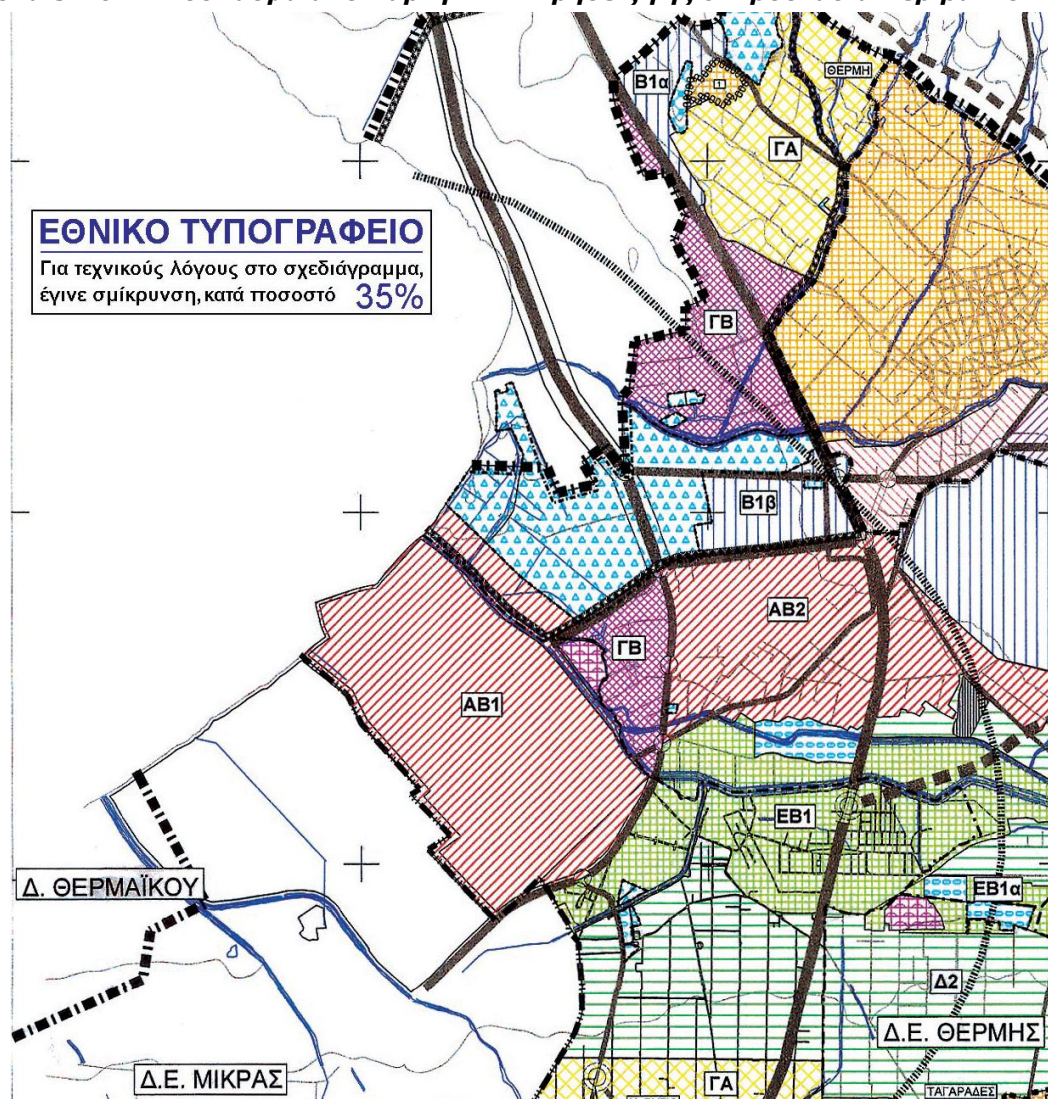 Β1α
1
ΘΕΡΜΗ
ΓΑ
ΕΘΝΙΚΟ ΤΥΠΟΓΡΑΦΕΙΟ
Για τεχνικούς λόγους στο σχεδιάγραμμα,
έγινε σμίκρυνση, κατά ποσοστό 35%
ΓΒ
Β1β
ΑΒ2
ΓΒ
ΑΒ1
ΕΒ1
Δ. ΘΕΡΜΑΪΚΟΥ
ΕΒ1α
Δ2
Δ.Ε. ΘΕΡΜΗΣ
Δ.Ε. ΜΙΚΡΑΣ
ΓΑ
ΤΑΓΑΡΑΔΕΣ